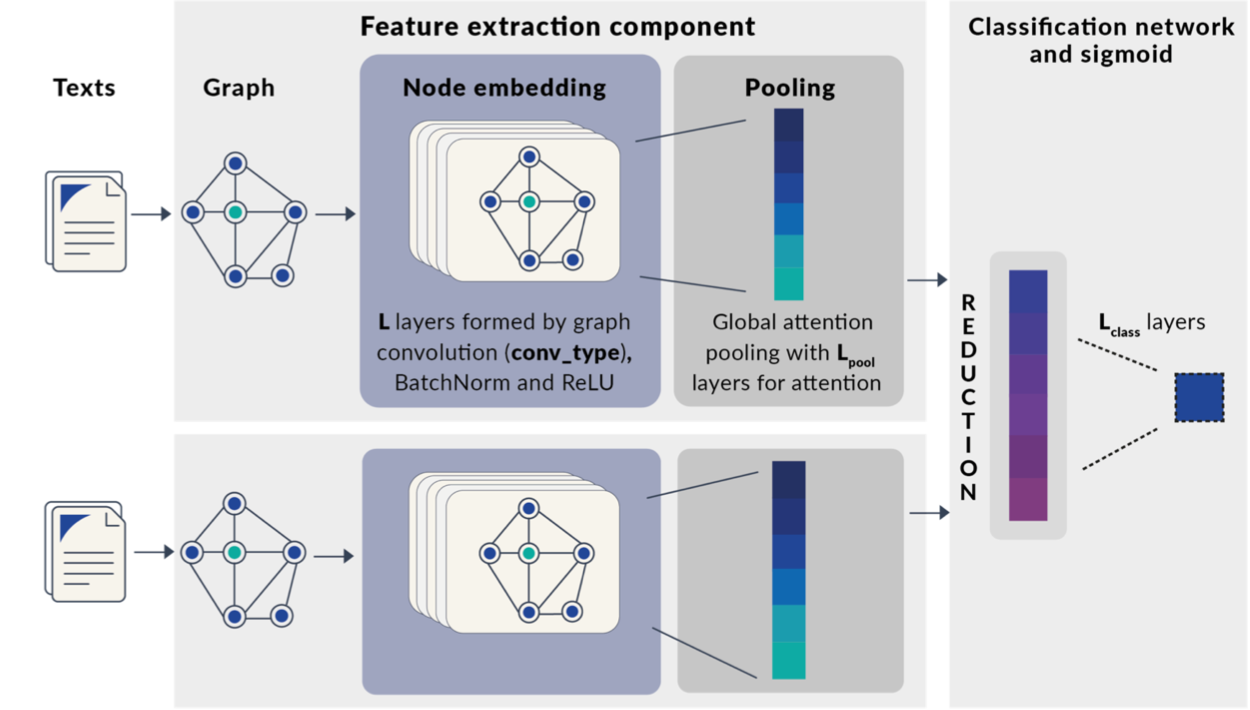 Feature extraction component
Classification network
and sigmoid
Texts
Graph
Node embedding
Pooling
L layers formed by graph
convolution (conv_type),
BatchNorm and ReLU
Global attention
pooling with Lpool
layers for attention
REDUCTION
Lclass layers